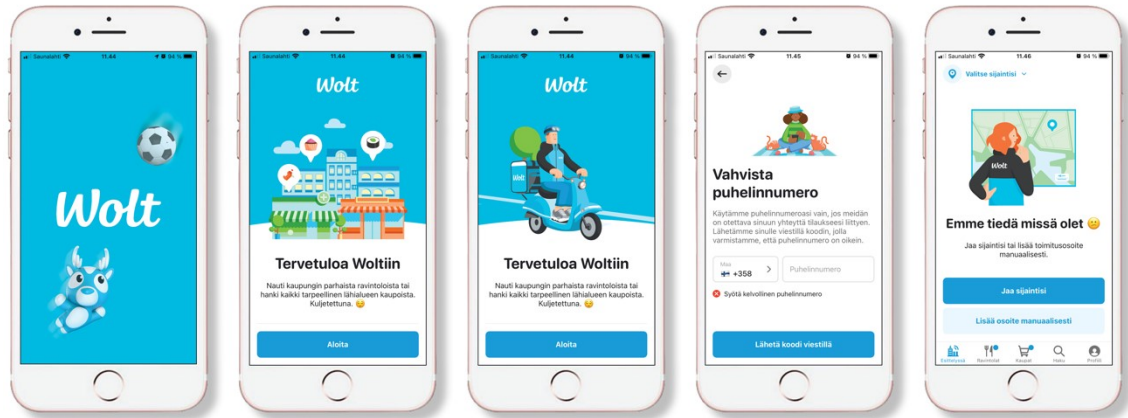 Saunalahti 11.44 94 %
Wolt
Saunalahti 11.44 94 %
Wolt
Tervetuloa Woltiin
Nauti kaupungin parhaista ravintoloista tai
hanki kaikki tarpeellinen lähialueen kaupoista.
Kuljetettuna. 😋
Aloita
Saunalahti 11.44 94 %
Wolt
Wolt
Tervetuloa Woltiin
Nauti kaupungin parhaista ravintoloista tai
hanki kaikki tarpeellinen lähialueen kaupoista.
Kuljetettuna. 😋
Aloita
Saunalahti 11.45 94 %
Vahvista
puhelinnumero
Käytämme puhelinnumeroasi vain, jos meidän
on otettava sinuun yhteyttä tilaukseesi liittyen.
Lähetämme sinulle viestillä koodin, jolla
varmistamme, että puhelinnumero on oikein.
Maa
+358
Puhelinnumero
Syötä kelvollinen puhelinnumero
Lähetä koodi viestillä
Saunalahti 11.46 94 %
Valitse sijaintisi
Wolt
Emme tiedä missä olet 😕
Jaa sijaintisi tai lisää toimitusosoite
manuaalisesti.
Jaa sijaintisi
Lisää osoite manuaalisesti
Esittelyssä Ravintolat Kaupat Haku Profiili